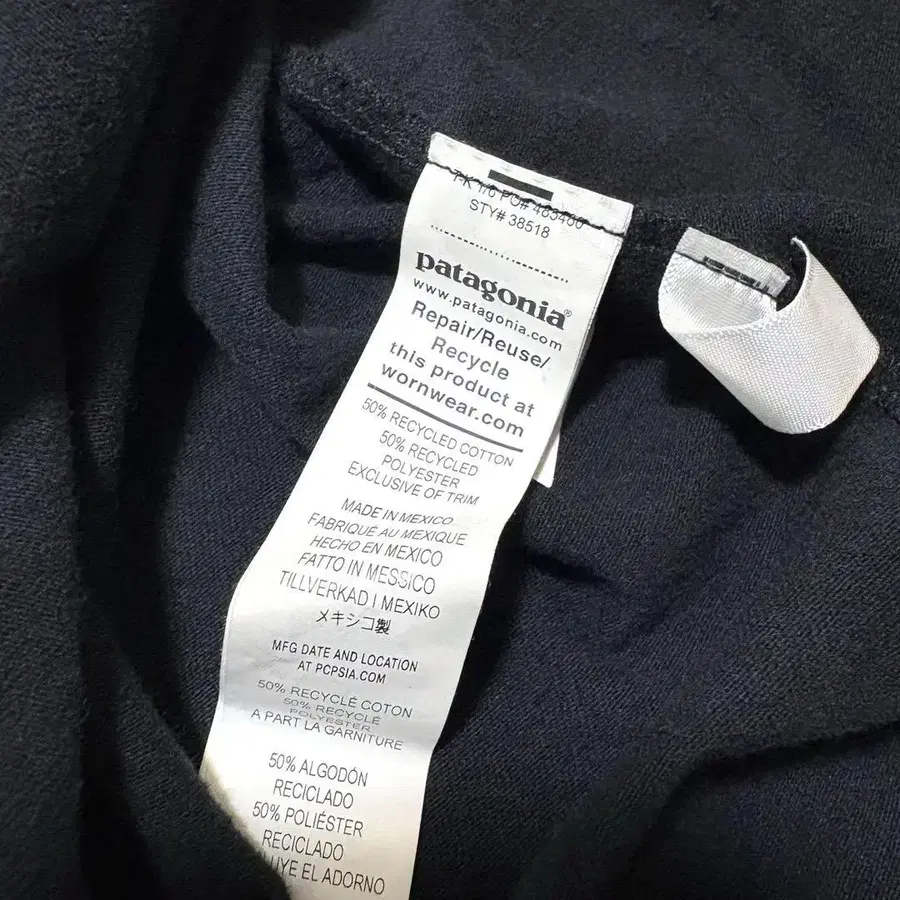 PO# 483480
STY# 38518
patagonia®
www.patagonia.com
Repair/Reuse/
Recycle
this product at
wornwear.com
50% RECYCLED COTTON
50% RECYCLED
POLYESTER
EXCLUSIVE OF TRIM
MADE IN MEXICO
FABRIQUÉ AU MEXIQUE
HECHO EN MEXICO
FATTO IN MESSICO
TILLVERKAD I MEXIKO
メキシコ製
MFG DATE AND LOCATION
AT PCPSIA.COM
50% RECYCLÉ COTON
50% RECYCLÉ
POLYESTER
A PART LA GARNITURE
50% ALGODÓN
RECICLADO
50% POLIÉSTER
RECICLADO
EL ADORNO